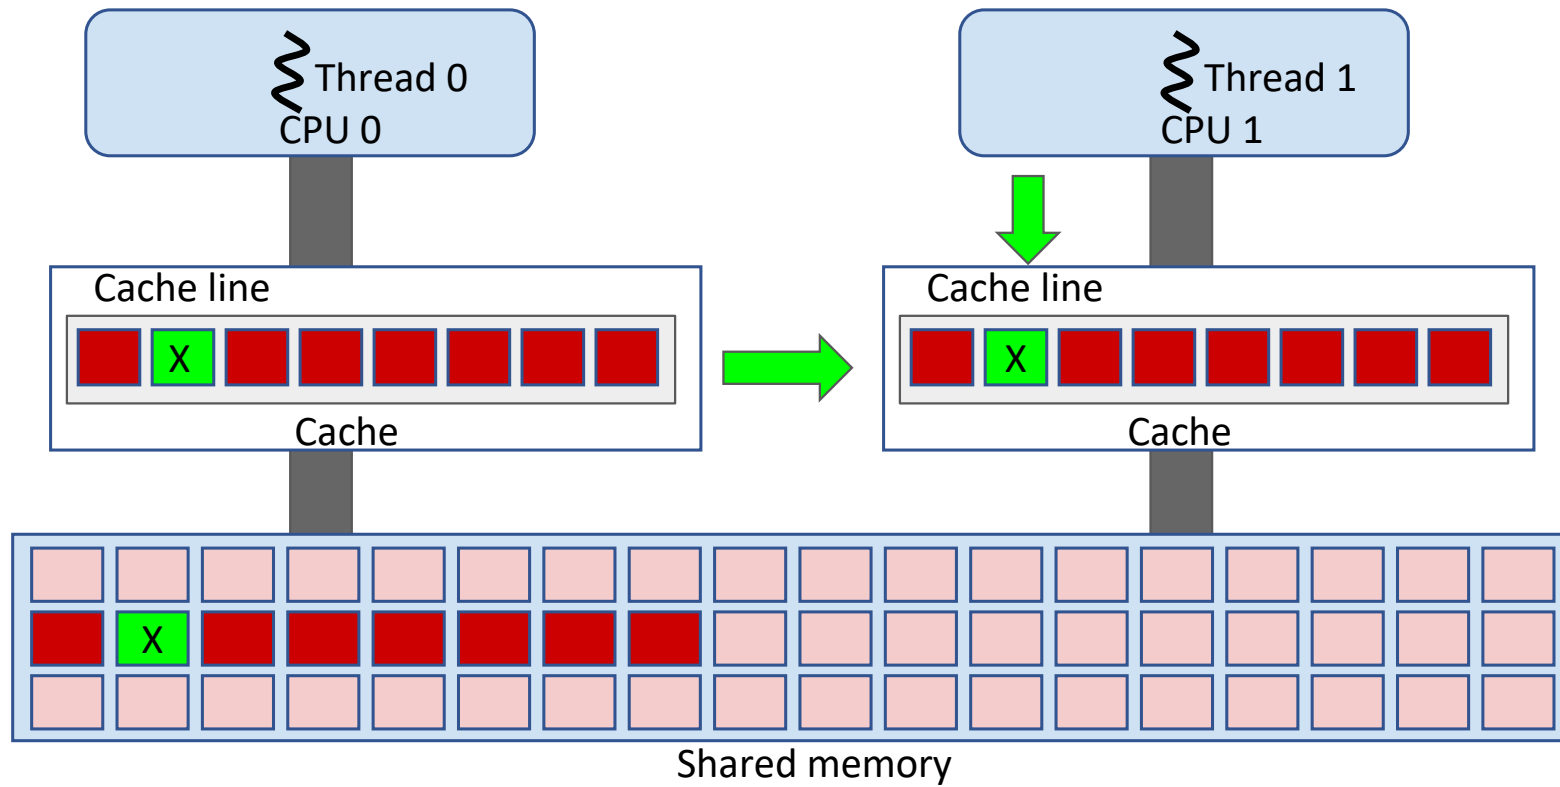 Thread 0
CPU 0
Thread 1
CPU 1
Cache line
X
Cache
Cache line
X
Cache
X
Shared memory